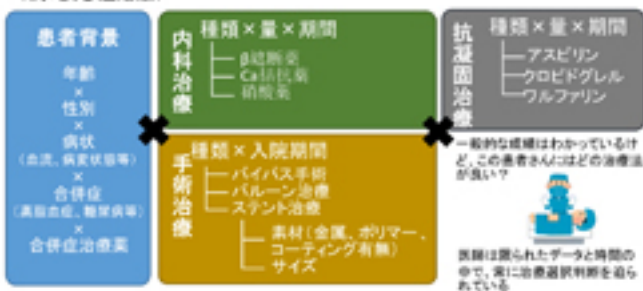 患者背景
年齢
×
性別
×
病状
(血流、病変状態等)
×
合併症
(高脂血症、糖尿病等)
×
合併症治療薬
内科治療
種類×量×期間
β遮断薬
Ca拮抗薬
硝酸薬
手術治療
種類×入院期間
バイパス手術
バルーン治療
ステント治療
素材(金属、ポリマー、
コーティング有無)
サイズ
抗凝固治療
種類×量×期間
アスピリン
クロピドグレル
ワルファリン
一般的な成績はわかっているけ
ど、この患者さんにはどの治療法
が良い?
医師は限られたデータと時間の
中で、常に治療選択判断を迫ら
れている